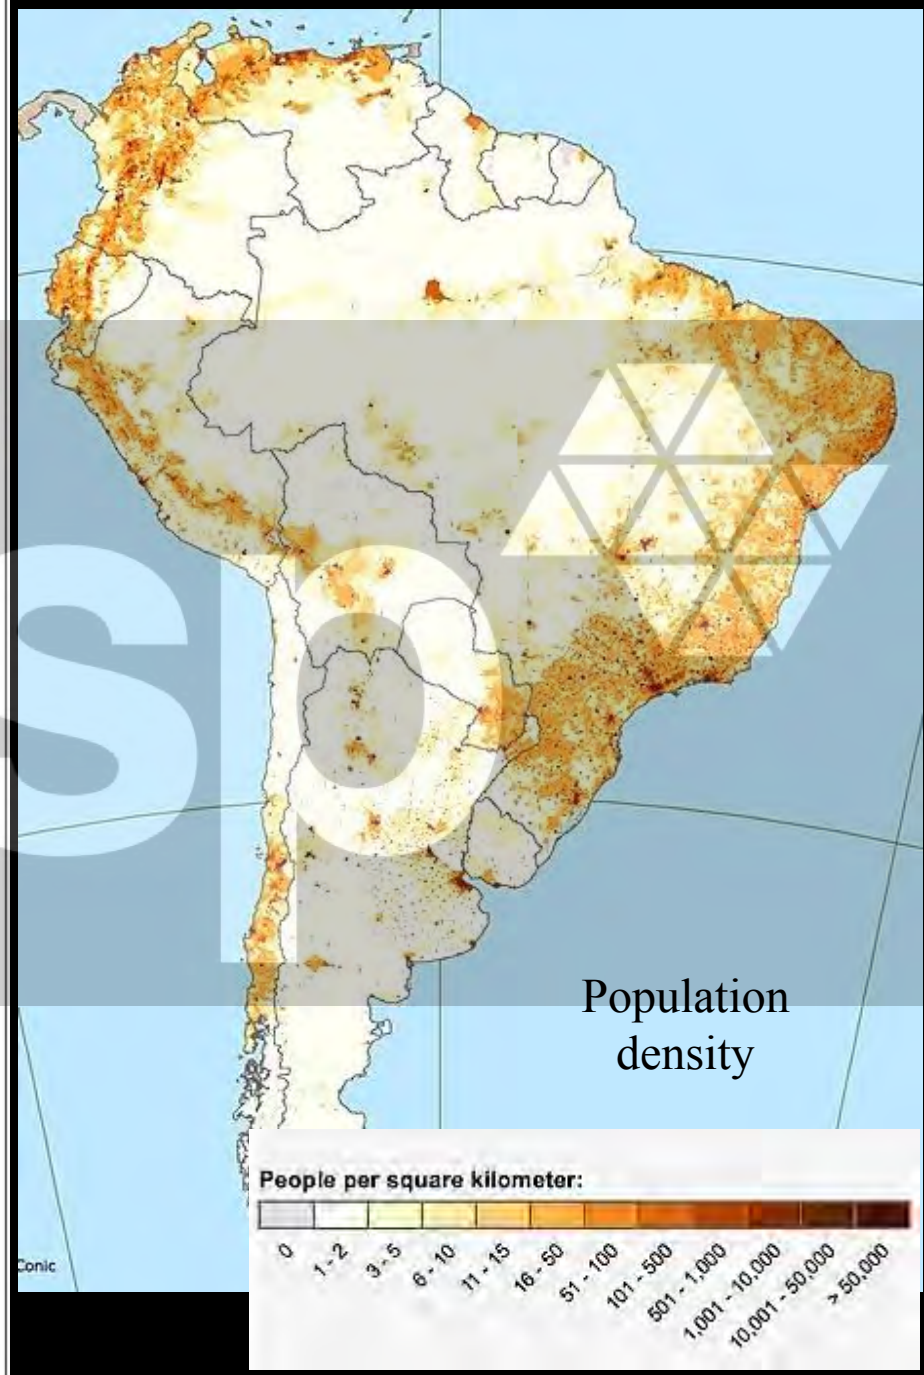 sp
Population
density
Conic
People per square kilometer:
0
1 - 2
3 - 5
6 - 10
11 - 15
16 - 50
51 - 100
101 - 500
501 - 1,000
1,001 - 10,000
10,001 - 50,000
> 50,000